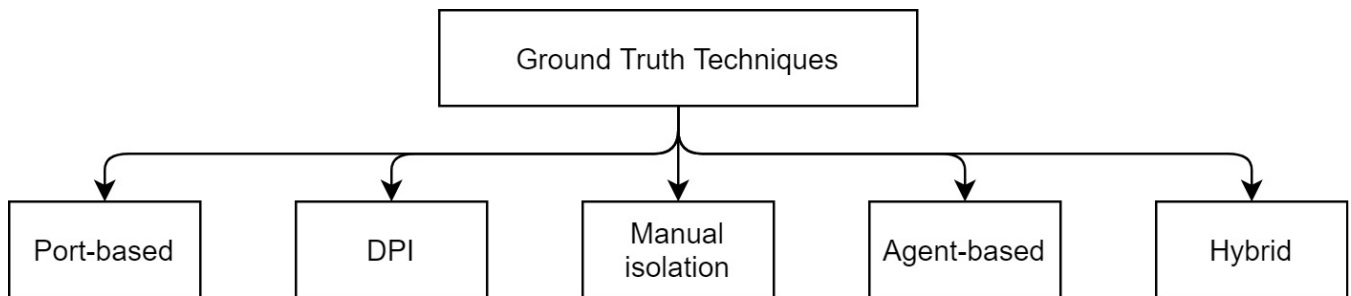 Ground Truth Techniques
Port-based
DPI
Manual
isolation
Agent-based
Hybrid